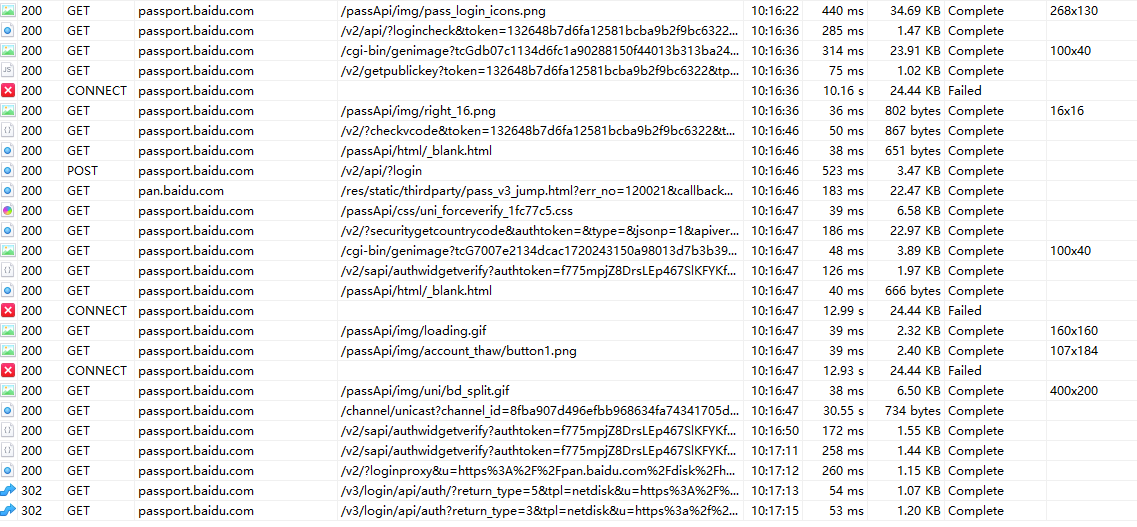 200 GET passport.baidu.com /passApi/img/pass_login_icons.png 10:16:22 440 ms 34.69 KB Complete 268x130
200 GET passport.baidu.com /v2/api/?logincheck&token=132648b7d6fa12581bcba9b2f9bc6322... 10:16:36 285 ms 1.47 KB Complete
200 GET passport.baidu.com /cgi-bin/genimage?tcGdb07c1134d6fc1a90288150f44013b313ba24... 10:16:36 314 ms 23.91 KB Complete 100x40
JS 200 GET passport.baidu.com /v2/getpublickey?token=132648b7d6fa12581bcba9b2f9bc6322&tp... 10:16:36 75 ms 1.02 KB Complete
200 CONNECT passport.baidu.com 10:16:36 10.16 s 24.44 KB Failed
200 GET passport.baidu.com /passApi/img/right_16.png 10:16:36 36 ms 802 bytes Complete 16x16
200 GET passport.baidu.com /v2/?checkvcode&token=132648b7d6fa12581bcba9b2f9bc6322&t... 10:16:46 50 ms 867 bytes Complete
200 GET passport.baidu.com /passApi/html/_blank.html 10:16:46 38 ms 651 bytes Complete
200 POST passport.baidu.com /v2/api/?login 10:16:46 523 ms 3.47 KB Complete
200 GET pan.baidu.com /res/static/thirdparty/pass_v3_jump.html?err_no=120021&callback... 10:16:46 183 ms 22.47 KB Complete
200 GET passport.baidu.com /passApi/css/uni_forceverify_1fc77c5.css 10:16:47 39 ms 6.58 KB Complete
200 GET passport.baidu.com /v2/?securitygetcountrycode&authtoken=&type=&jsonp=1&apiver... 10:16:47 186 ms 22.97 KB Complete
200 GET passport.baidu.com /cgi-bin/genimage?tcG7007e2134dcac1720243150a98013d7b3b39... 10:16:47 48 ms 3.89 KB Complete 100x40
200 GET passport.baidu.com /v2/sapi/authwidgetverify?authtoken=f775mpjZ8DrsLEp467SlKFYKf... 10:16:47 126 ms 1.97 KB Complete
200 GET passport.baidu.com /passApi/html/_blank.html 10:16:47 40 ms 666 bytes Complete
200 CONNECT passport.baidu.com 10:16:47 12.99 s 24.44 KB Failed
200 GET passport.baidu.com /passApi/img/loading.gif 10:16:47 39 ms 2.32 KB Complete 160x160
200 GET passport.baidu.com /passApi/img/account_thaw/button1.png 10:16:47 39 ms 2.40 KB Complete 107x184
200 CONNECT passport.baidu.com 10:16:47 12.93 s 24.44 KB Failed
200 GET passport.baidu.com /passApi/img/uni/bd_split.gif 10:16:47 38 ms 6.50 KB Complete 400x200
200 GET passport.baidu.com /channel/unicast?channel_id=8fba907d496efbb968634fa74341705d... 10:16:47 30.55 s 734 bytes Complete
200 GET passport.baidu.com /v2/sapi/authwidgetverify?authtoken=f775mpjZ8DrsLEp467SlKFYKf... 10:16:50 172 ms 1.55 KB Complete
200 GET passport.baidu.com /v2/sapi/authwidgetverify?authtoken=f775mpjZ8DrsLEp467SlKFYKf... 10:17:11 258 ms 1.44 KB Complete
200 GET passport.baidu.com /v2/?loginproxy&u=https%3A%2F%2Fpan.baidu.com%2Fdisk%2Fh... 10:17:12 260 ms 1.15 KB Complete
302 GET passport.baidu.com /v3/login/api/auth/?return_type=5&tpl=netdisk&u=https%3A%2F%... 10:17:13 54 ms 1.07 KB Complete
302 GET passport.baidu.com /v3/login/api/auth?return_type=3&tpl=netdisk&u=https%3a%2f%2... 10:17:15 53 ms 1.20 KB Complete